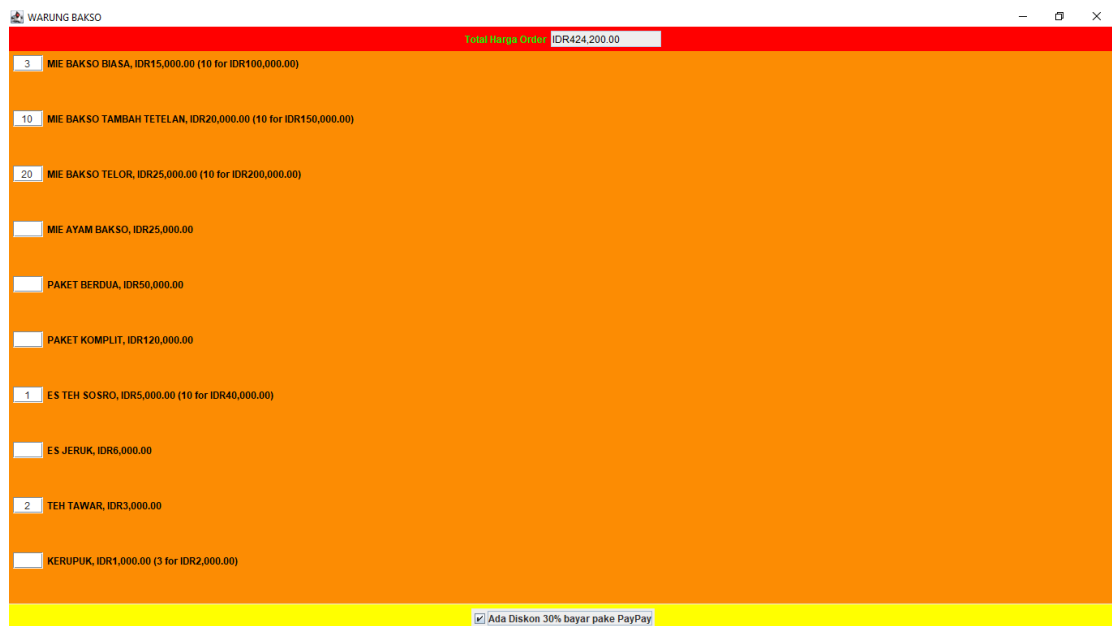 WARUNG BAKSO
Total Harga Order IDR424,200.00
3 MIE BAKSO BIASA, IDR15,000.00 (10 for IDR100,000.00)
10 MIE BAKSO TAMBAH TETELAN, IDR20,000.00 (10 for IDR150,000.00)
20 MIE BAKSO TELOR, IDR25,000.00 (10 for IDR200,000.00)
MIE AYAM BAKSO, IDR25,000.00
PAKET BERDUA, IDR50,000.00
PAKET KOMPLIT, IDR120,000.00
1 ES TEH SOSRO, IDR5,000.00 (10 for IDR40,000.00)
ES JERUK, IDR6,000.00
2 TEH TAWAR, IDR3,000.00
KERUPUK, IDR1,000.00 (3 for IDR2,000.00)
Ada Diskon 30% bayar pake PayPay